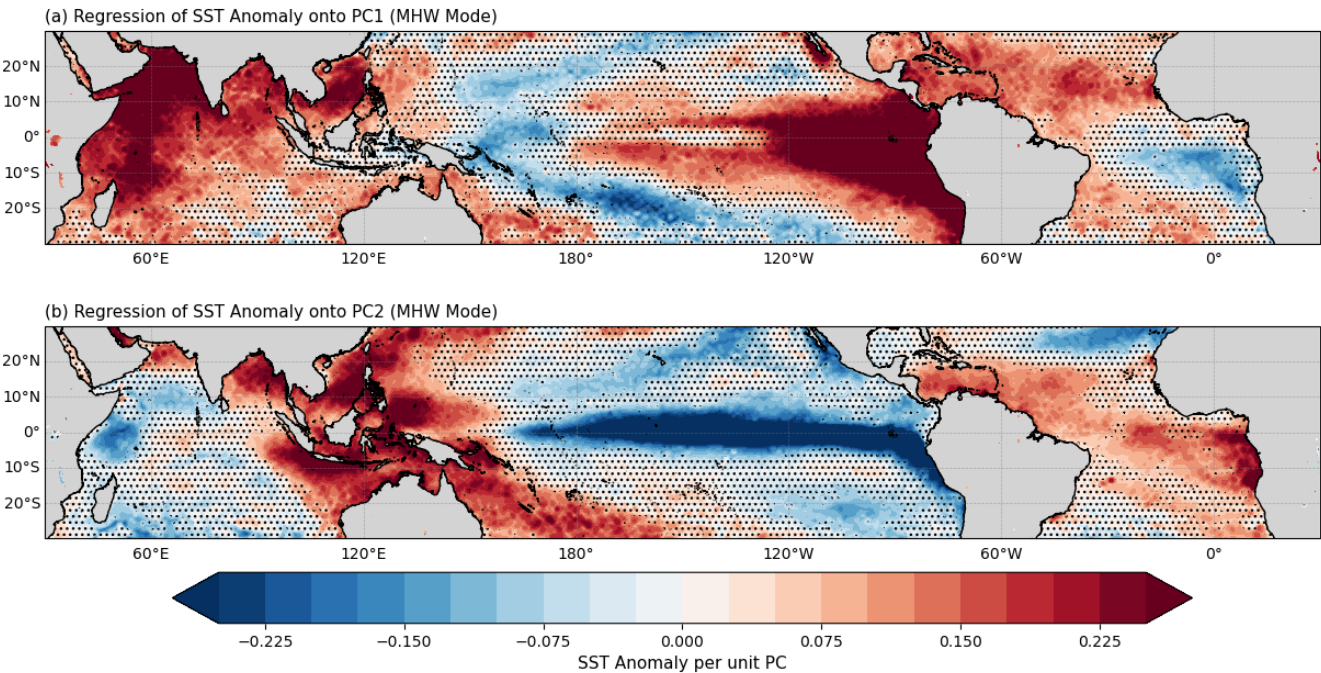 (a) Regression of SST Anomaly onto PC1 (MHW Mode)
20°N
10°N
0°
10°S
20°S
60°E 120°E 180° 120°W 60°W 0°
(b) Regression of SST Anomaly onto PC2 (MHW Mode)
20°N
10°N
0°
10°S
20°S
60°E 120°E 180° 120°W 60°W 0°
−0.225 −0.150 −0.075 0.000 0.075 0.150 0.225
SST Anomaly per unit PC